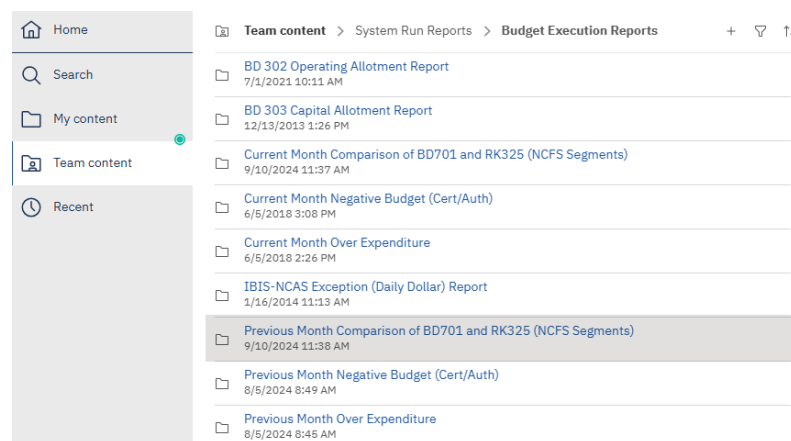 Home
Search
My content
Team content
Recent
Team content > System Run Reports > Budget Execution Reports
BD 302 Operating Allotment Report
7/1/2021 10:11 AM
BD 303 Capital Allotment Report
12/13/2013 1:26 PM
Current Month Comparison of BD701 and RK325 (NCFS Segments)
9/10/2024 11:37 AM
Current Month Negative Budget (Cert/Auth)
6/5/2018 3:08 PM
Current Month Over Expenditure
6/5/2018 2:26 PM
IBIS-NCAS Exception (Daily Dollar) Report
1/16/2014 11:13 AM
Previous Month Comparison of BD701 and RK325 (NCFS Segments)
9/10/2024 11:38 AM
Previous Month Negative Budget (Cert/Auth)
8/5/2024 8:49 AM
Previous Month Over Expenditure
8/5/2024 8:45 AM